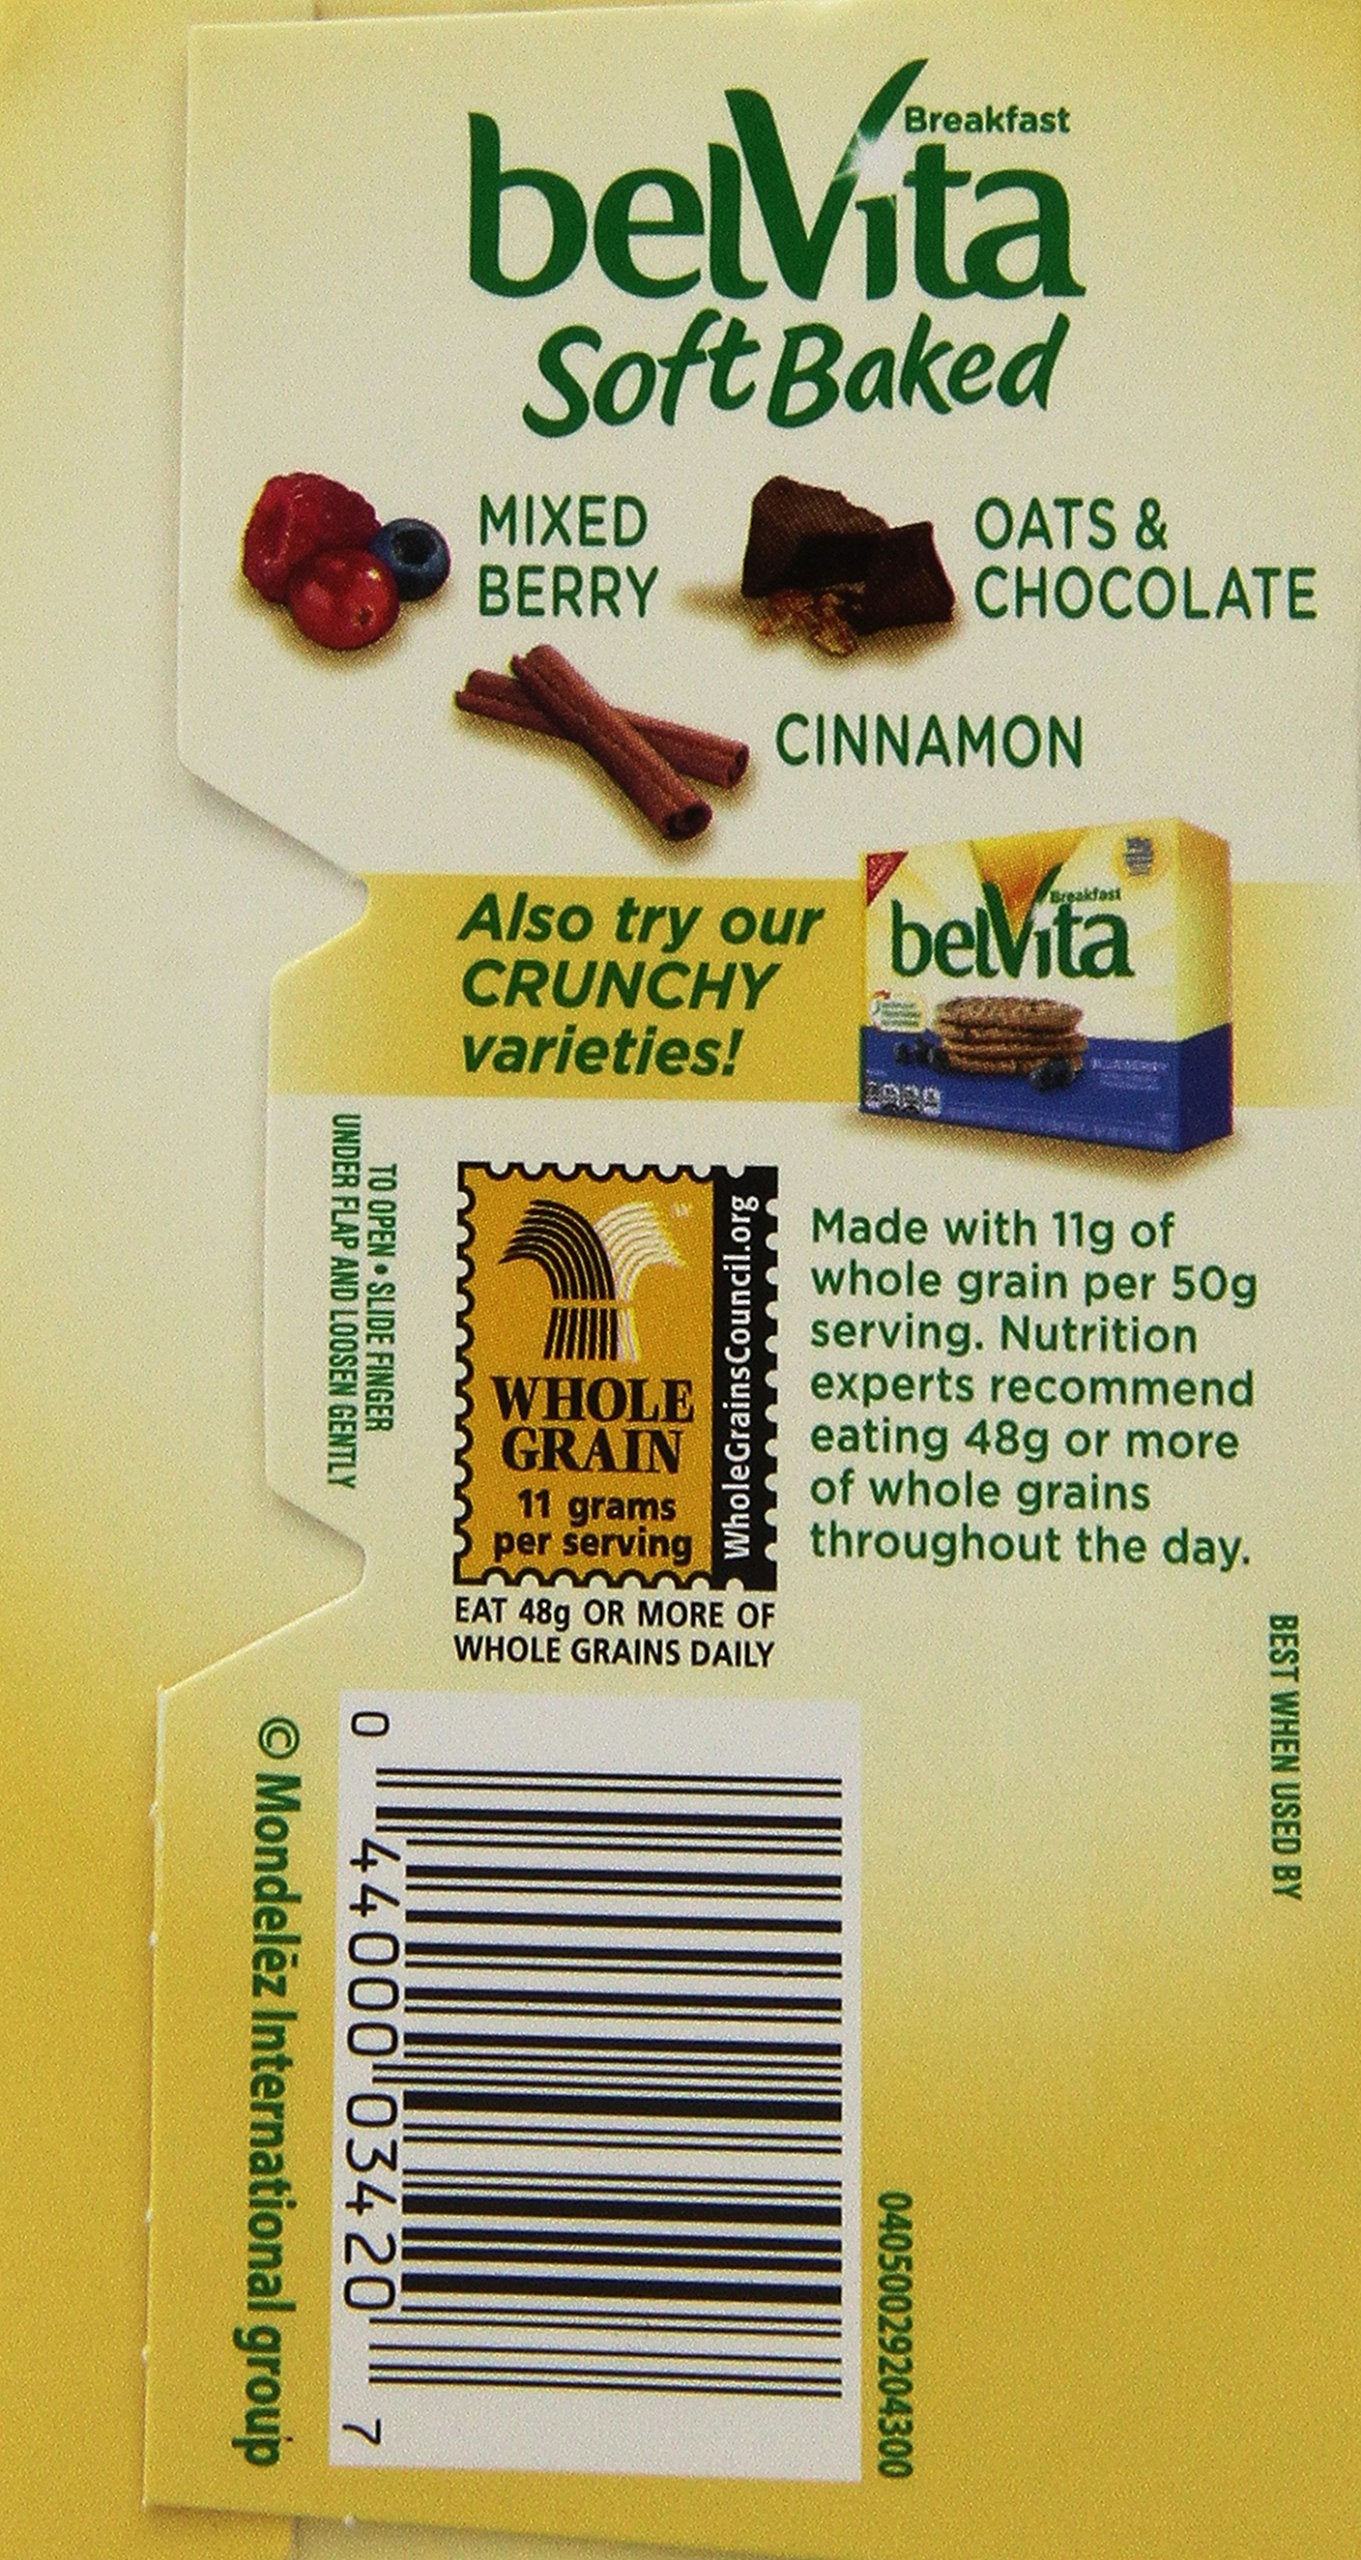 Breakfast
belVita
Soft Baked
MIXED
BERRY
OATS &
CHOCOLATE
CINNAMON
Also try our
CRUNCHY
varieties!
Breakfast
belVita
BLUEBERRY
TO OPEN • SLIDE FINGER
UNDER FLAP AND LOOSEN GENTLY
WHOLE
GRAIN
11 grams
per serving
WholeGrainsCouncil.org
EAT 48g OR MORE OF
WHOLE GRAINS DAILY
Made with 11g of
whole grain per 50g
serving. Nutrition
experts recommend
eating 48g or more
of whole grains
throughout the day.
BEST WHEN USED BY
0 44000 03420 7
04050029204300
© Mondelēz International group